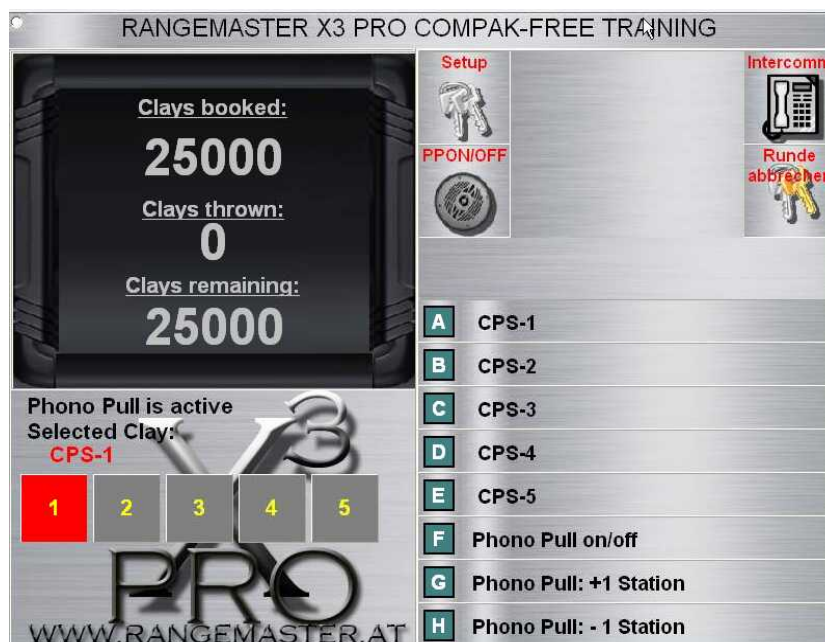 RANGEMASTER X3 PRO COMPAK-FREE TRAINING
Clays booked:
25000
Clays thrown:
0
Clays remaining:
25000
Phono Pull is active
Selected Clay:
CPS-1
1 2 3 4 5
X3
PRO
WWW.RANGEMASTER.AT
Setup
Intercomm
PPON/OFF
Runde
abbrechen
A CPS-1
B CPS-2
C CPS-3
D CPS-4
E CPS-5
F Phono Pull on/off
G Phono Pull: +1 Station
H Phono Pull: - 1 Station